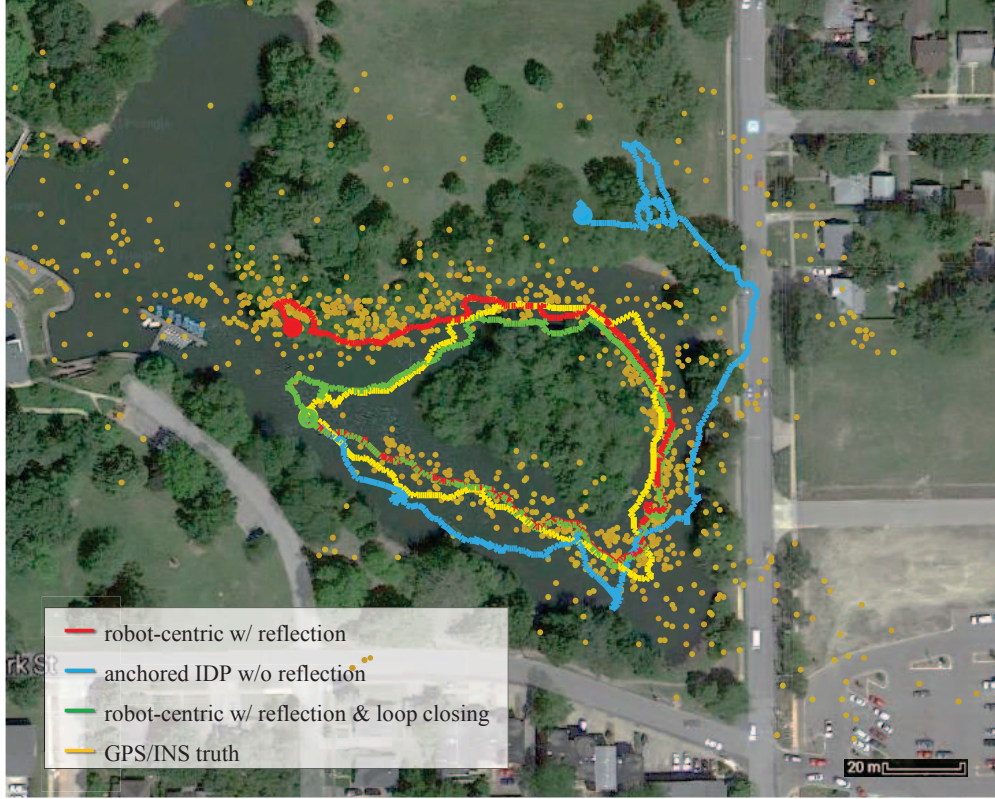 robot-centric w/ reflection
anchored IDP w/o reflection
rk St
robot-centric w/ reflection & loop closing
GPS/INS truth
20 m